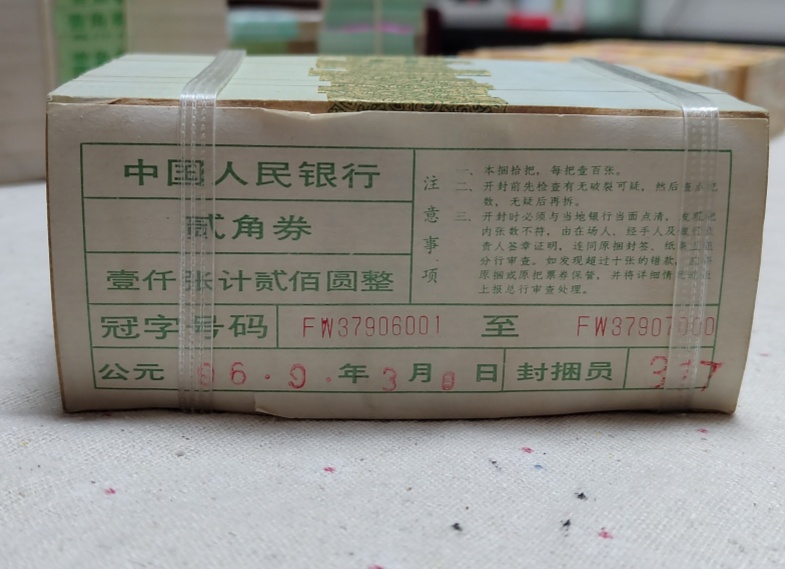 中国人民银行
贰角券
壹仟张计贰佰圆整
注意事项
一、本捆拾把，每把壹百张。
二、开封前先检查有无破裂可疑，然后
数，无疑后再拆。
三、开封时必须与当地银行当面点清，
内张数不符，由在场人、经手人及
责人签章证明，连同原捆封签、纸
分行审查。如发现超过十张的错款，
原捆或原把票券保管，并将详细情
上报总行审查处理。
冠字号码 FW37906001 至 FW37907000
公元 96 年 3 月 日 封捆员